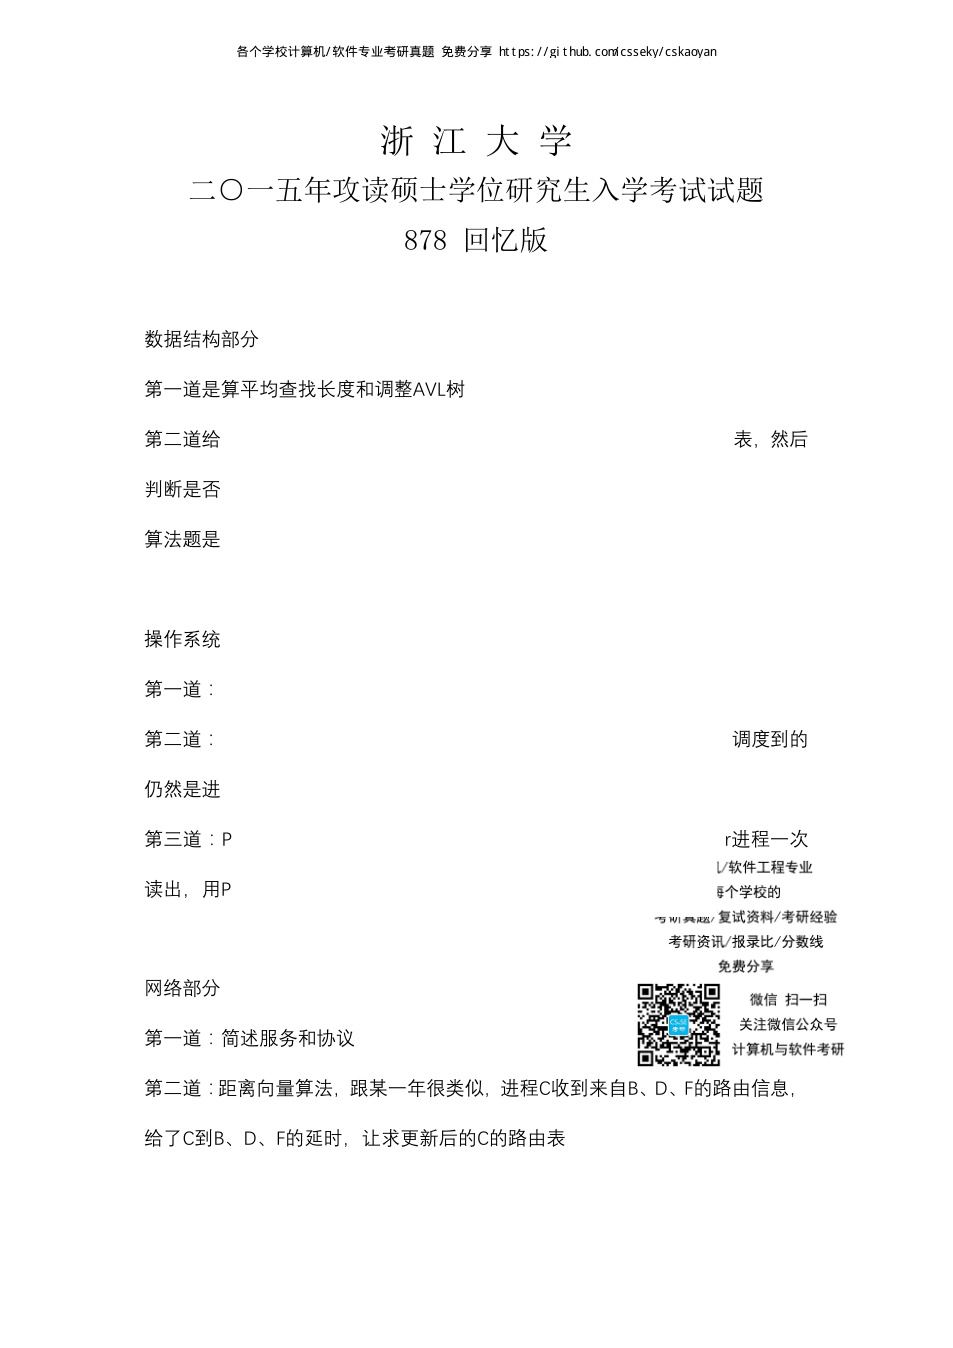 各个学校计算机/软件专业考研真题 免费分享 https://github.com/csseky/cskaoyan
浙 江 大 学
二〇一五年攻读硕士学位研究生入学考试试题
878 回忆版
数据结构部分
第一道是算平均查找长度和调整AVL树
第二道给 表，然后
判断是否
算法题是
操作系统
第一道：
第二道： 调度到的
仍然是进
第三道：P r进程一次
/软件工程专业
读出，用P
个学校的
考研真题/复试资料/考研经验
考研资讯/报录比/分数线
免费分享
网络部分
微信 扫一扫
关注微信公众号
第一道：简述服务和协议
计算机与软件考研
第二道：距离向量算法，跟某一年很类似，进程C收到来自B、D、F的路由信息，
给了C到B、D、F的延时，让求更新后的C的路由表